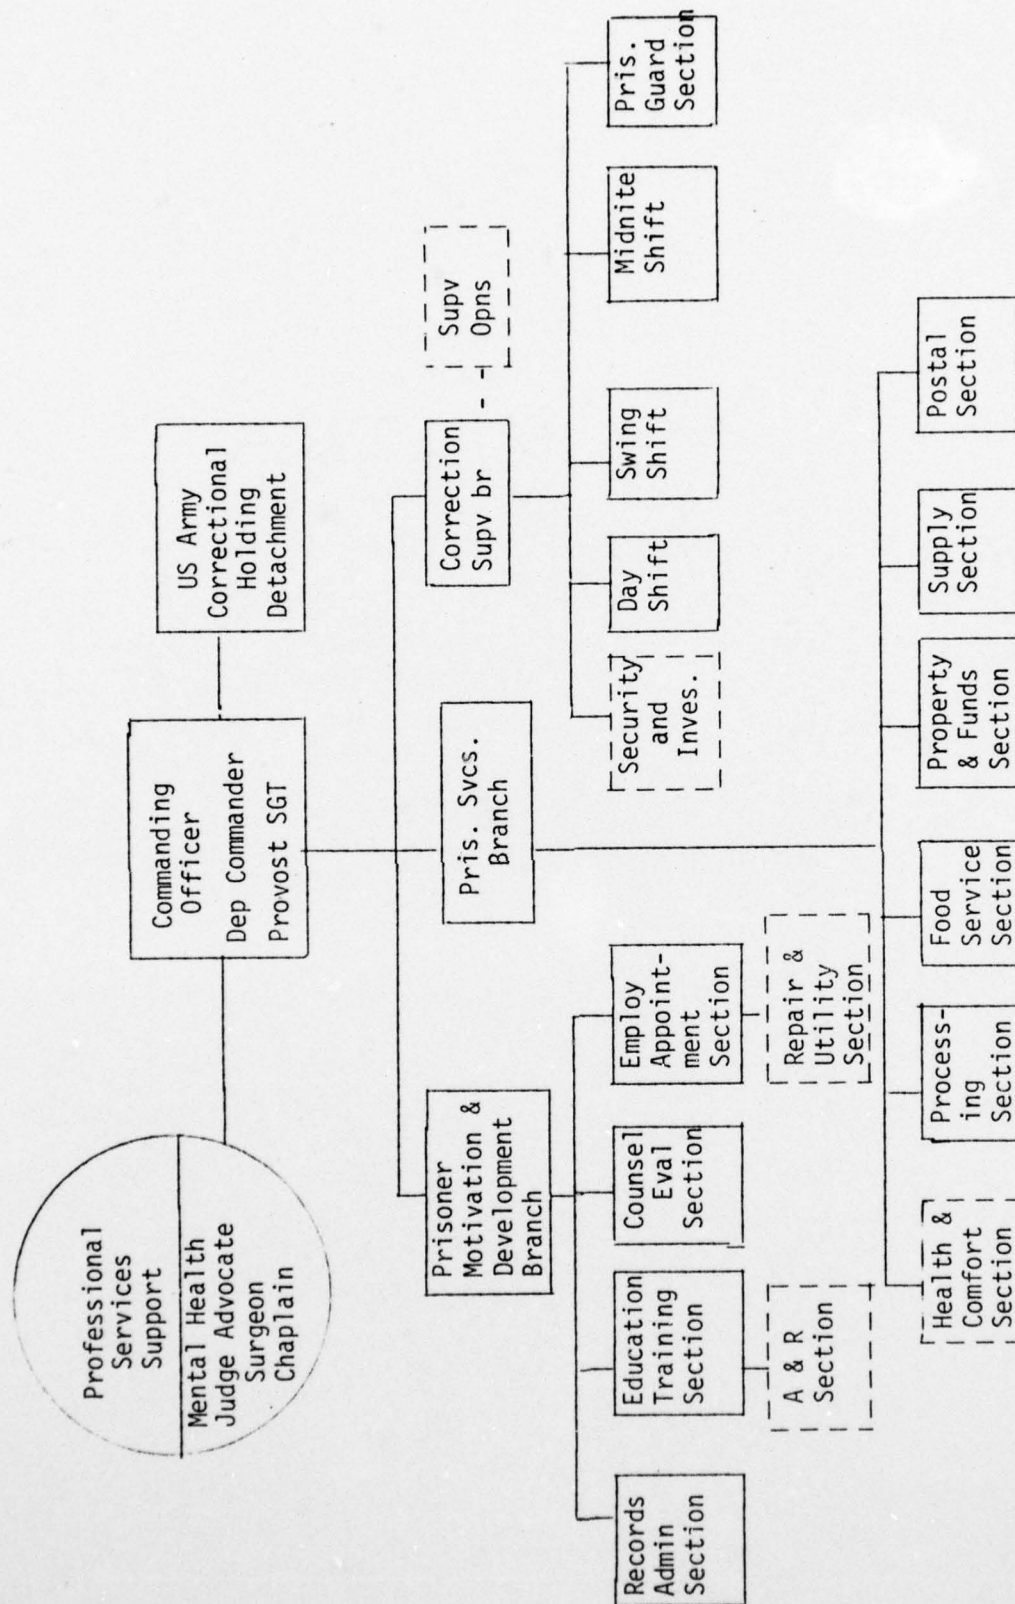 Professional
Services
Support
Mental Health
Judge Advocate
Surgeon
Chaplain
Commanding
Officer
Dep Commander
Provost SGT
US Army
Correctional
Holding
Detachment
Prisoner
Motivation &
Development
Branch
Pris. Svcs.
Branch
Correction
Supv br
Supv
Opns
Records
Admin
Section
Education
Training
Section
Counsel
Eval
Section
Employ
Appoint-
ment
Section
Security
and
Inves.
Day
Shift
Swing
Shift
Midnite
Shift
Pris.
Guard
Section
A & R
Section
Repair &
Utility
Section
Health &
Comfort
Section
Process-
ing
Section
Food
Service
Section
Property
& Funds
Section
Supply
Section
Postal
Section